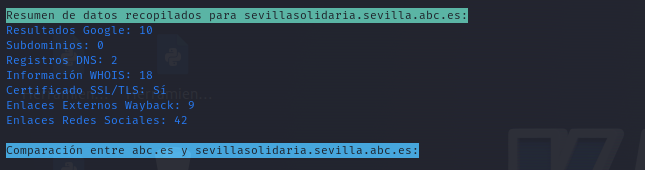 Resumen de datos recopilados para sevillasolidaria.sevilla.abc.es:
Resultados Google: 10
Subdominios: 0
Registros DNS: 2
Información WHOIS: 18
Certificado SSL/TLS: Sí
Enlaces Externos Wayback: 9
Enlaces Redes Sociales: 42
Comparación entre abc.es y sevillasolidaria.sevilla.abc.es: